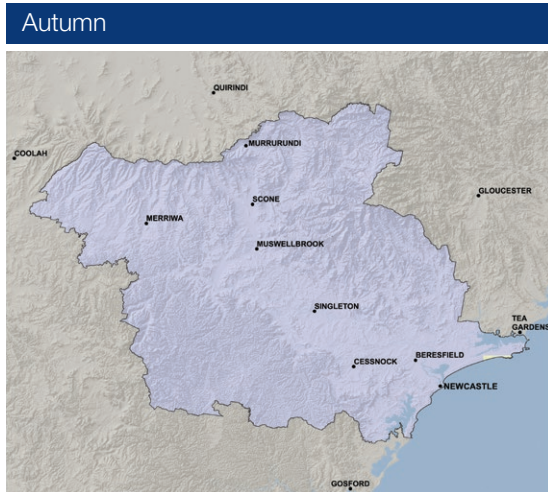 Autumn
QUIRINDI
MURRURUNDI
COOLAH
GLOUCESTER
SCONE
MERRIWA
MUSWELLBROOK
SINGLETON
TEA
GARDENS
CESSNOCK
BERESFIELD
NEWCASTLE
GOSFORD